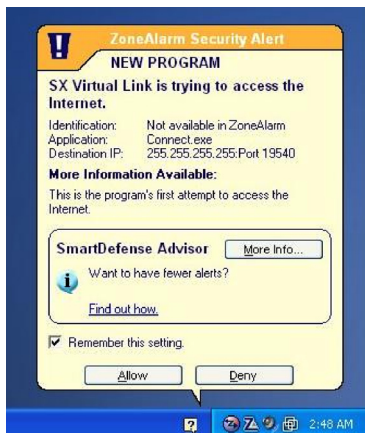 ZoneAlarm Security Alert
NEW PROGRAM
SX Virtual Link is trying to access the
Internet.
Identification: Not available in ZoneAlarm
Application: Connect.exe
Destination IP: 255.255.255.255:Port 19540
More Information Available:
This is the program's first attempt to access the
Internet.
SmartDefense Advisor More Info...
Want to have fewer alerts?
Find out how.
Remember this setting.
Allow Deny
2:48 AM